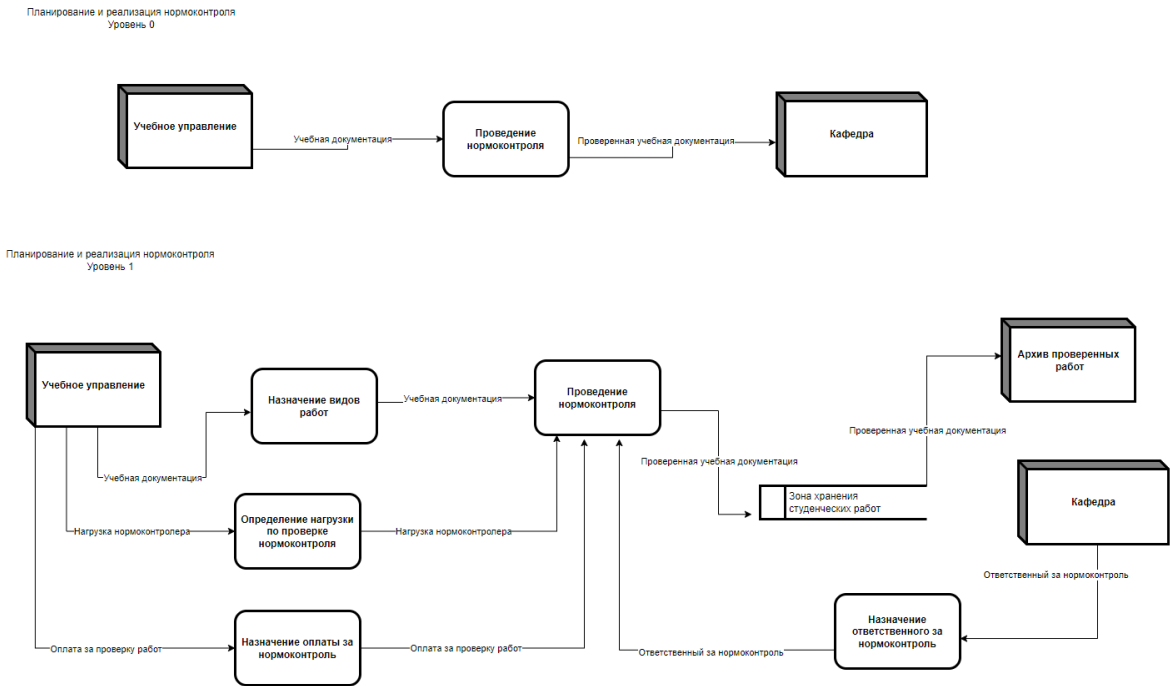 Планирование и реализация нормоконтроля
Уровень 0
Учебное управление
Учебная документация
Проведение
нормоконтроля
Проверенная учебная документация
Кафедра
Планирование и реализация нормоконтроля
Уровень 1
Учебное управление
Назначение видов
работ
Учебная документация
Проведение
нормоконтроля
Архив проверенных
работ
Проверенная учебная документация
Проверенная учебная документация
Учебная документация
Зона хранения
студенческих работ
Кафедра
Нагрузка нормоконтролера
Определение нагрузки
по проверке
нормоконтроля
Нагрузка нормоконтролера
Ответственный за нормоконтроль
Оплата за проверку работ
Назначение оплаты за
нормоконтроль
Оплата за проверку работ
Ответственный за нормоконтроль
Назначение
ответственного за
нормоконтроль